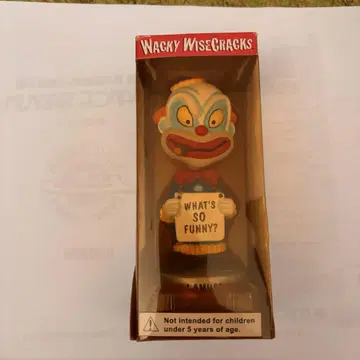 WACKY WISECRACKS
WHAT'S
SO
FUNNY?
Not intended for children
under 5 years of age.